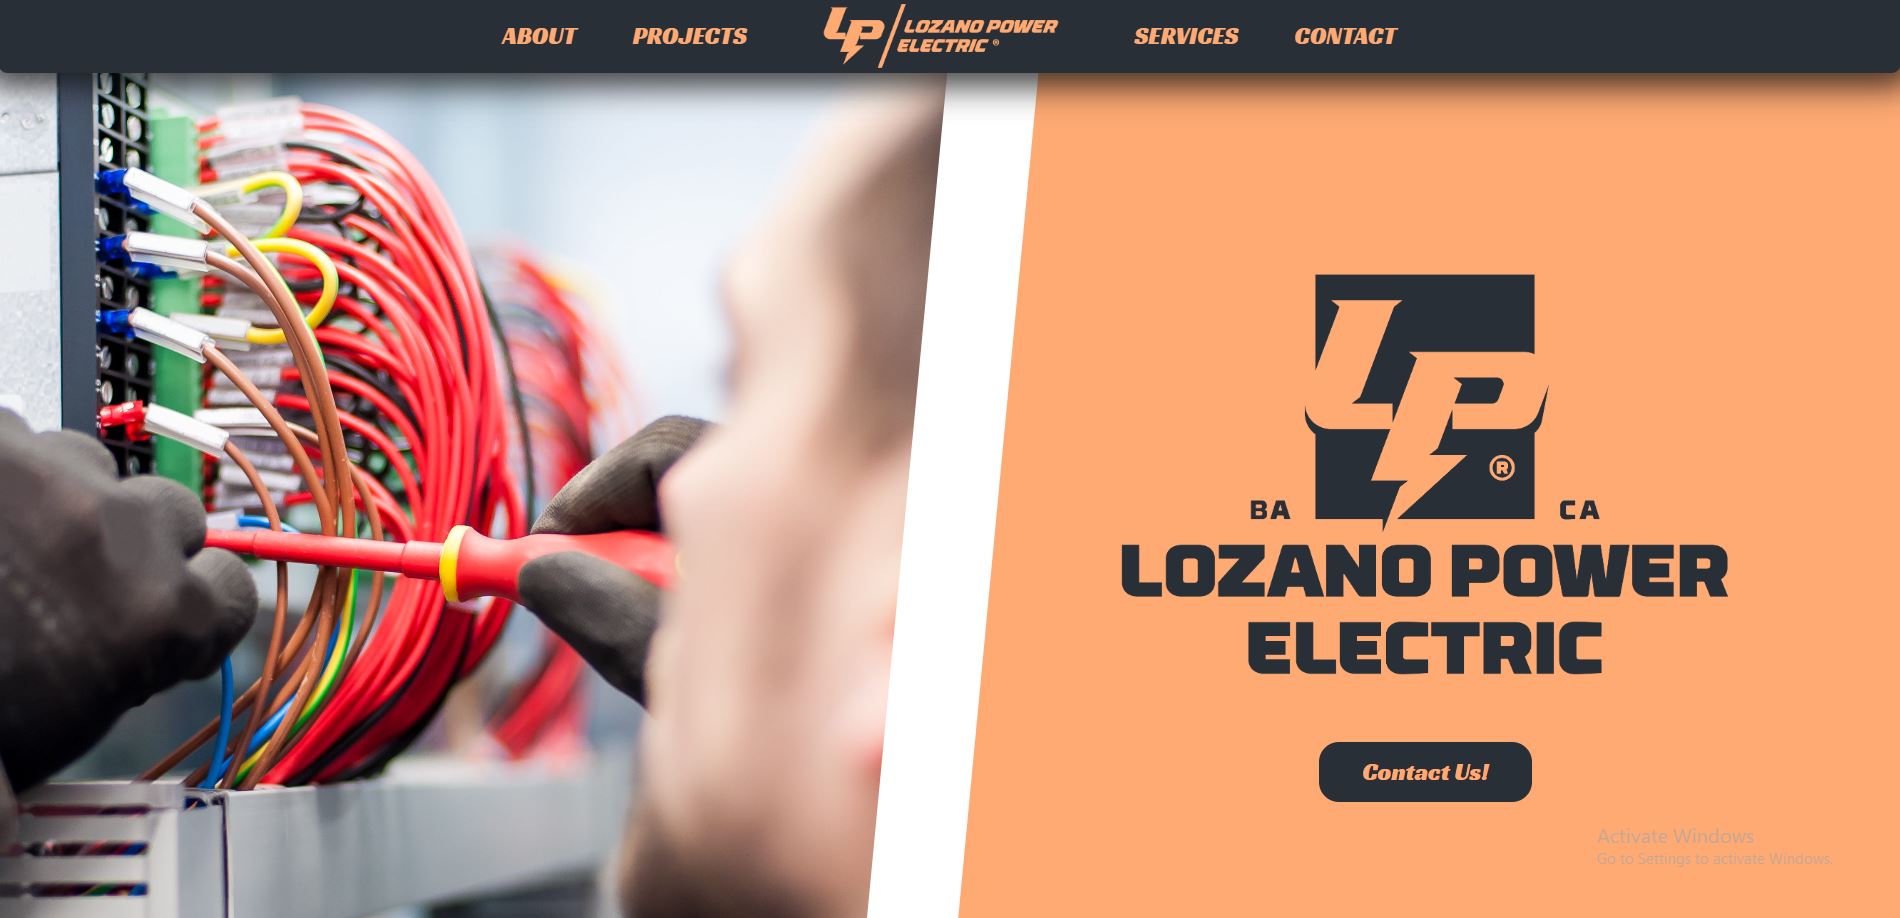 ABOUT
PROJECTS
LP
LOZANO POWER
ELECTRIC ®
SERVICES
CONTACT
LP
®
BA
CA
LOZANO POWER
ELECTRIC
Contact Us!
Activate Windows
Go to Settings to activate Windows.